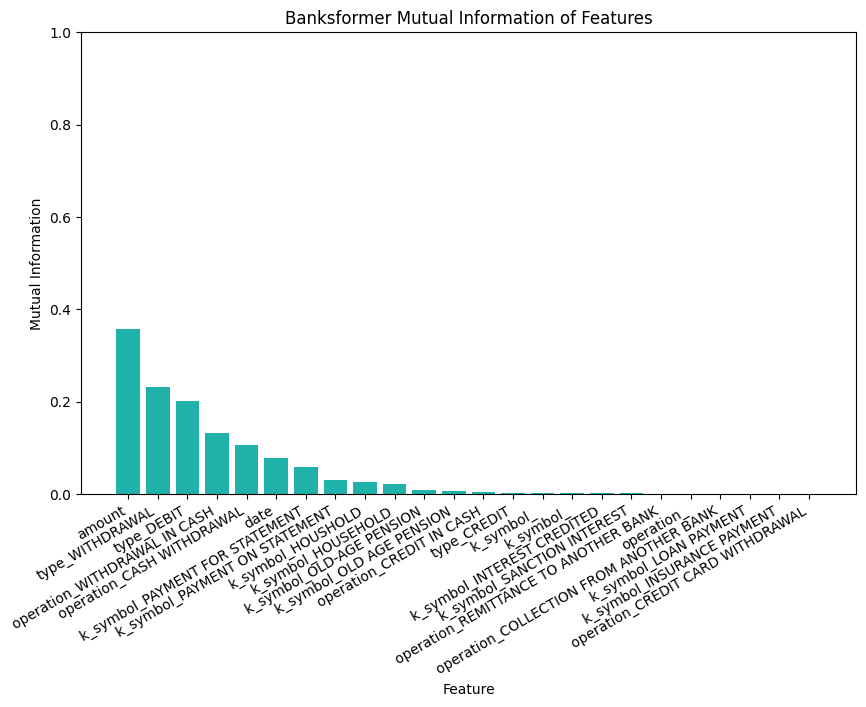 Banksformer Mutual Information of Features
1.0
0.8
0.6
0.4
0.2
0.0
Mutual Information
amount
type_WITHDRAWAL
type_DEBIT
operation_WITHDRAWAL IN CASH
operation_CASH WITHDRAWAL
date
k_symbol_PAYMENT FOR STATEMENT
k_symbol_PAYMENT ON STATEMENT
k_symbol_HOUSHOLD
k_symbol_HOUSEHOLD
k_symbol_OLD-AGE PENSION
k_symbol_OLD AGE PENSION
operation_CREDIT IN CASH
type_CREDIT
k_symbol_
k_symbol_
k_symbol_INTEREST CREDITED
k_symbol_SANCTION INTEREST
operation_REMITTANCE TO ANOTHER BANK
operation_
operation_COLLECTION FROM ANOTHER BANK
k_symbol_LOAN PAYMENT
k_symbol_INSURANCE PAYMENT
operation_CREDIT CARD WITHDRAWAL
Feature